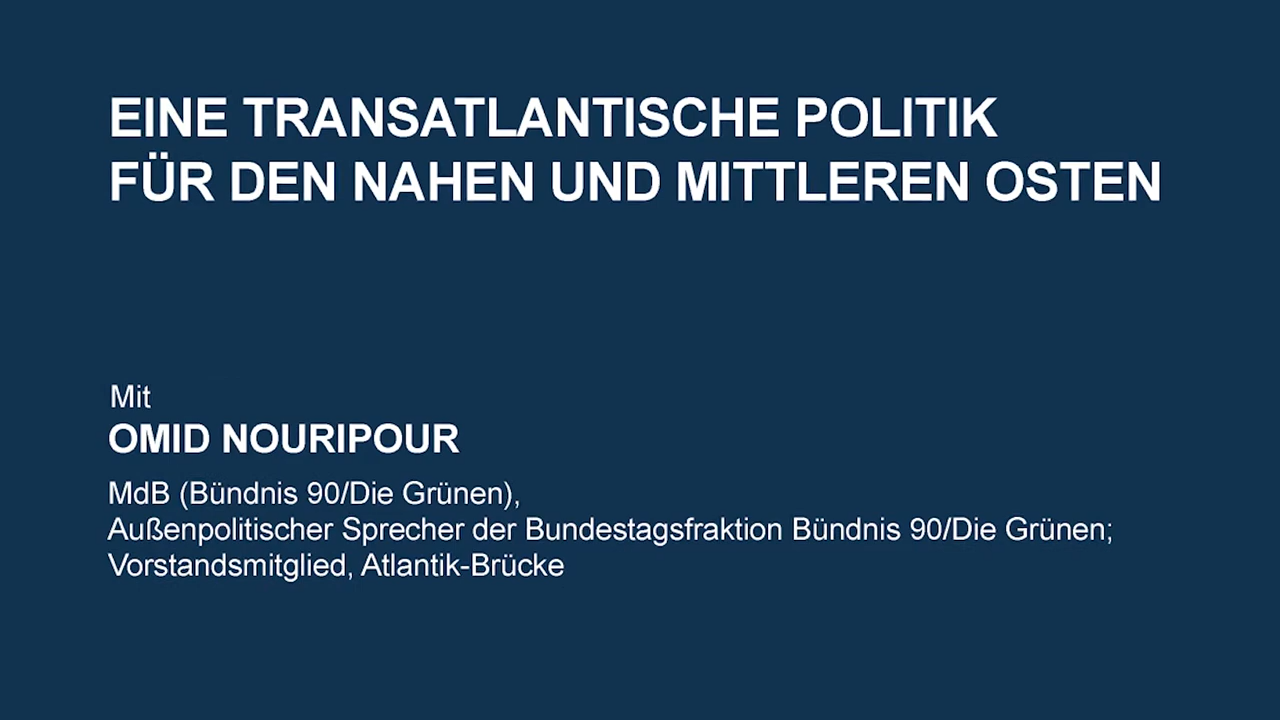 EINE TRANSATLANTISCHE POLITIK
FÜR DEN NAHEN UND MITTLEREN OSTEN
Mit
OMID NOURIPOUR
MdB (Bündnis 90/Die Grünen),
Außenpolitischer Sprecher der Bundestagsfraktion Bündnis 90/Die Grünen;
Vorstandsmitglied, Atlantik-Brücke